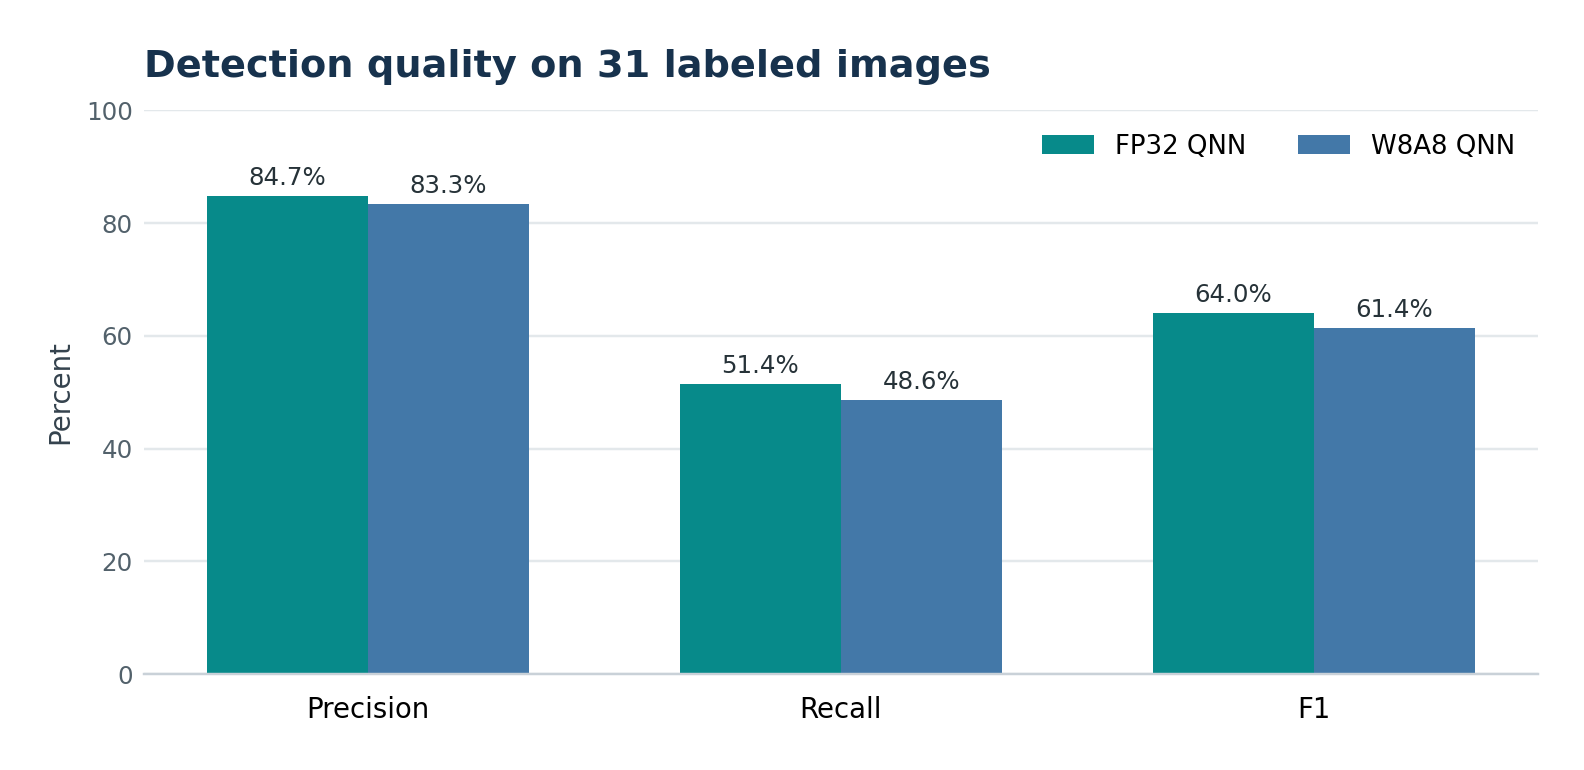 Detection quality on 31 labeled images
100
80
60
40
20
0
Percent
FP32 QNN
W8A8 QNN
84.7%
83.3%
51.4%
48.6%
64.0%
61.4%
Precision
Recall
F1